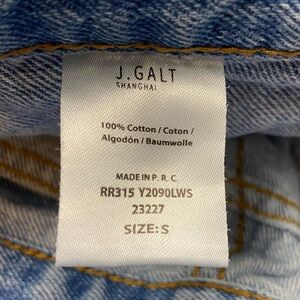 J.GALT
SHANGHAI
100% Cotton / Coton /
Algodón / Baumwolle
MADE IN P. R. C.
RR315 Y2090LWS
23227
SIZE: S